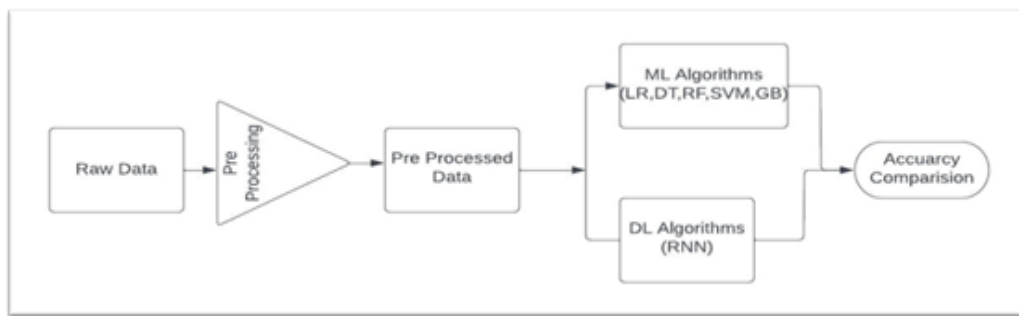 Raw Data
Pre
Processing
Pre Processed
Data
ML Algorithms
(LR,DT,RF,SVM,GB)
DL Algorithms
(RNN)
Accuarcy
Comparision